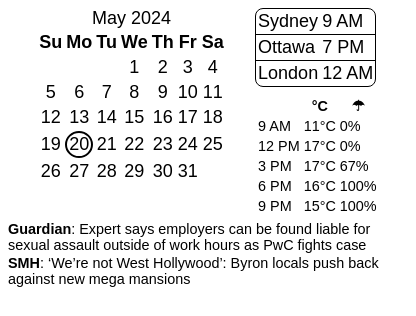 May 2024
Su Mo Tu We Th Fr Sa
1 2 3 4
5 6 7 8 9 10 11
12 13 14 15 16 17 18
19 20 21 22 23 24 25
26 27 28 29 30 31
Sydney 9 AM
Ottawa 7 PM
London 12 AM
°C ☂
9 AM 11°C 0%
12 PM 17°C 0%
3 PM 17°C 67%
6 PM 16°C 100%
9 PM 15°C 100%
Guardian: Expert says employers can be found liable for
sexual assault outside of work hours as PwC fights case
SMH: ‘We’re not West Hollywood’: Byron locals push back
against new mega mansions